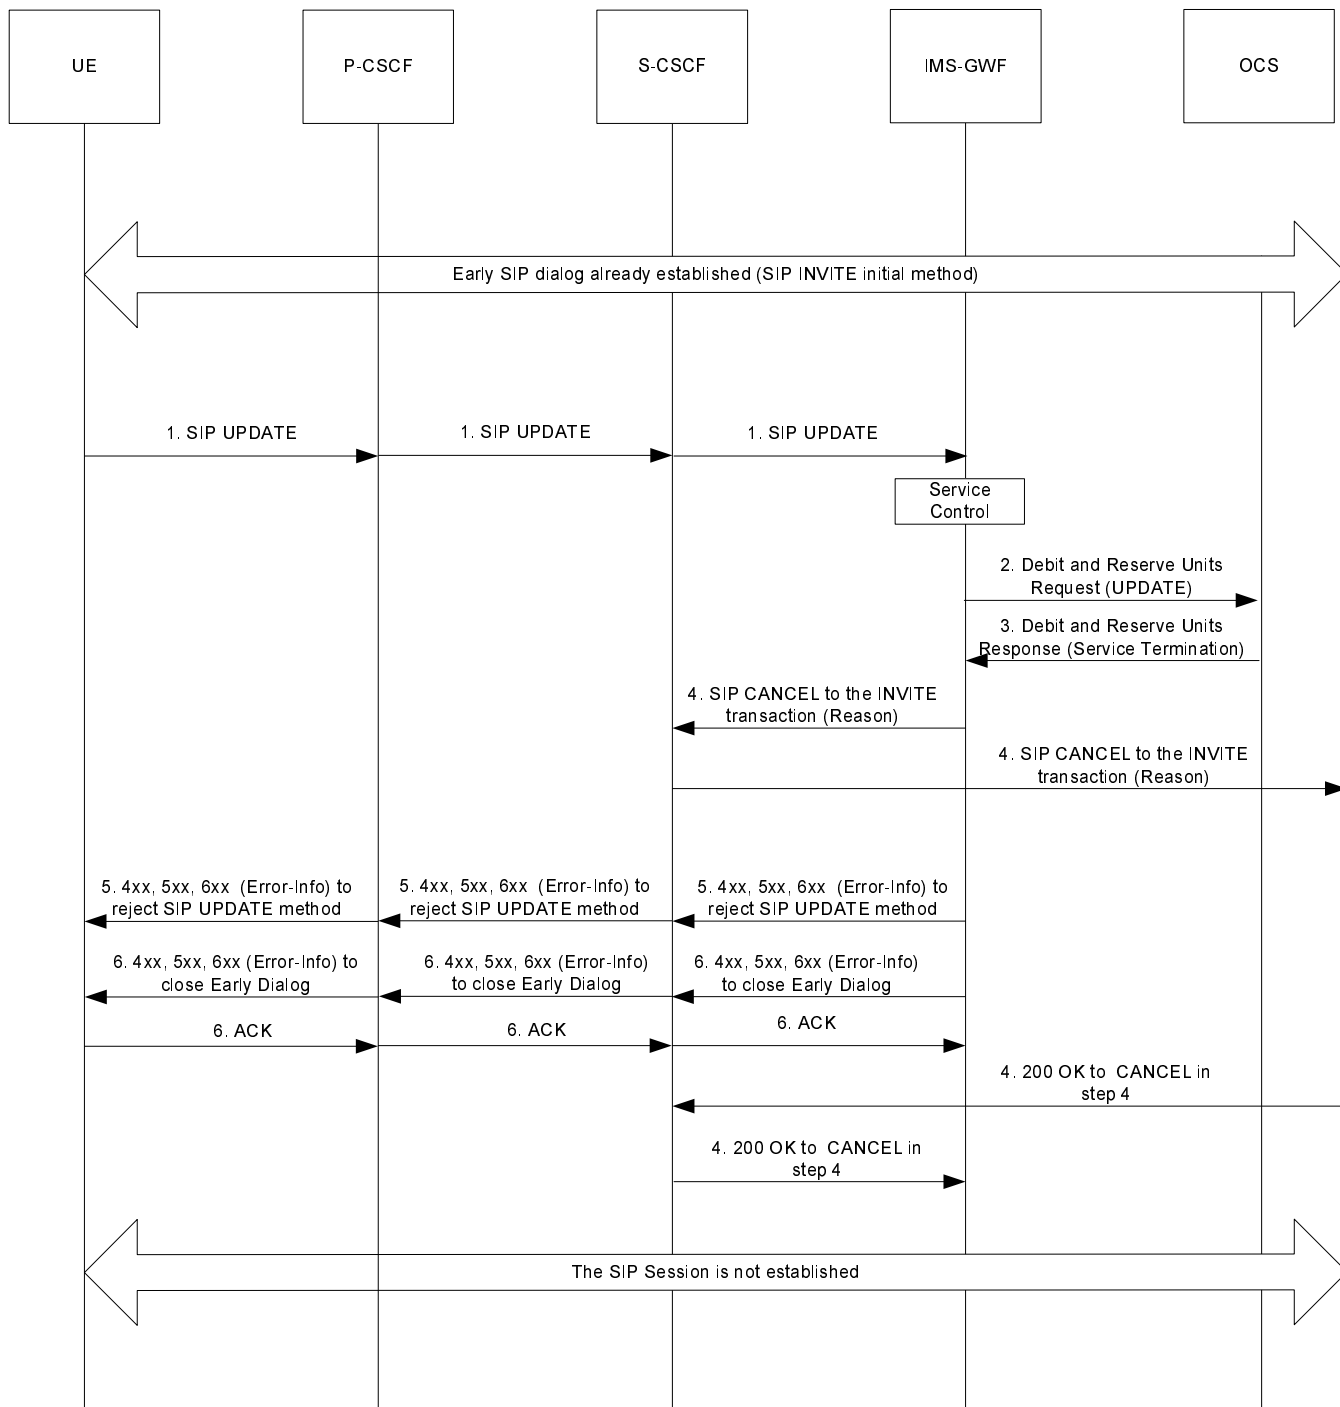 UE
P-CSCF
S-CSCF
IMS-GWF
OCS
Early SIP dialog already established (SIP INVITE initial method)
1. SIP UPDATE
1. SIP UPDATE
1. SIP UPDATE
Service
Control
2. Debit and Reserve Units
Request (UPDATE)
3. Debit and Reserve Units
Response (Service Termination)
4. SIP CANCEL to the INVITE
transaction (Reason)
4. SIP CANCEL to the INVITE
transaction (Reason)
5. 4xx, 5xx, 6xx (Error-Info) to
reject SIP UPDATE method
5. 4xx, 5xx, 6xx (Error-Info) to
reject SIP UPDATE method
5. 4xx, 5xx, 6xx (Error-Info) to
reject SIP UPDATE method
6. 4xx, 5xx, 6xx (Error-Info) to
close Early Dialog
6. 4xx, 5xx, 6xx (Error-Info)
to close Early Dialog
6. 4xx, 5xx, 6xx (Error-Info)
to close Early Dialog
6. ACK
6. ACK
6. ACK
4. 200 OK to CANCEL in
step 4
4. 200 OK to CANCEL in
step 4
The SIP Session is not established